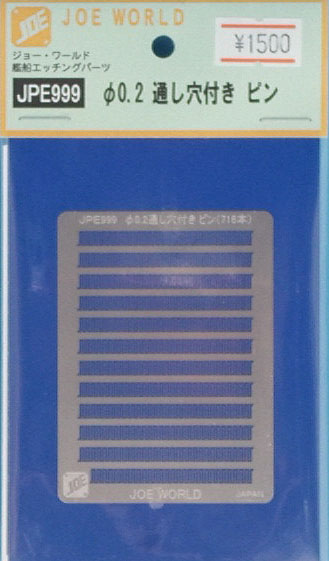 JOE
JOE WORLD
¥1500
ジョー・ワールド
艦船エッチングパーツ
JPE999
φ0.2 通し穴付き ピン
JPE999 φ0.2通し穴付き ピン(718本)
JOE
JOE WORLD
JAPAN